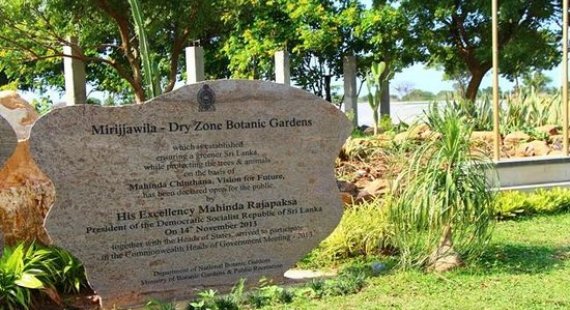 Mirijjawila - Dry Zone Botanic Gardens
which is established
ensuring a greener Sri Lanka
while protecting the trees & animals
on the basis of
Mahinda Chinthana, Vision for Future,
has been declared open for the public.
His Excellency Mahinda Rajapaksa
President of the Democratic Socialist Republic of Sri Lanka
On 14th November 2013
together with the Heads of States, arrived to participate
in the Commonwealth Heads of Government Meeting - 2013
Department of National Botanic Gardens
Ministry of Botanic Gardens & Public Recreation